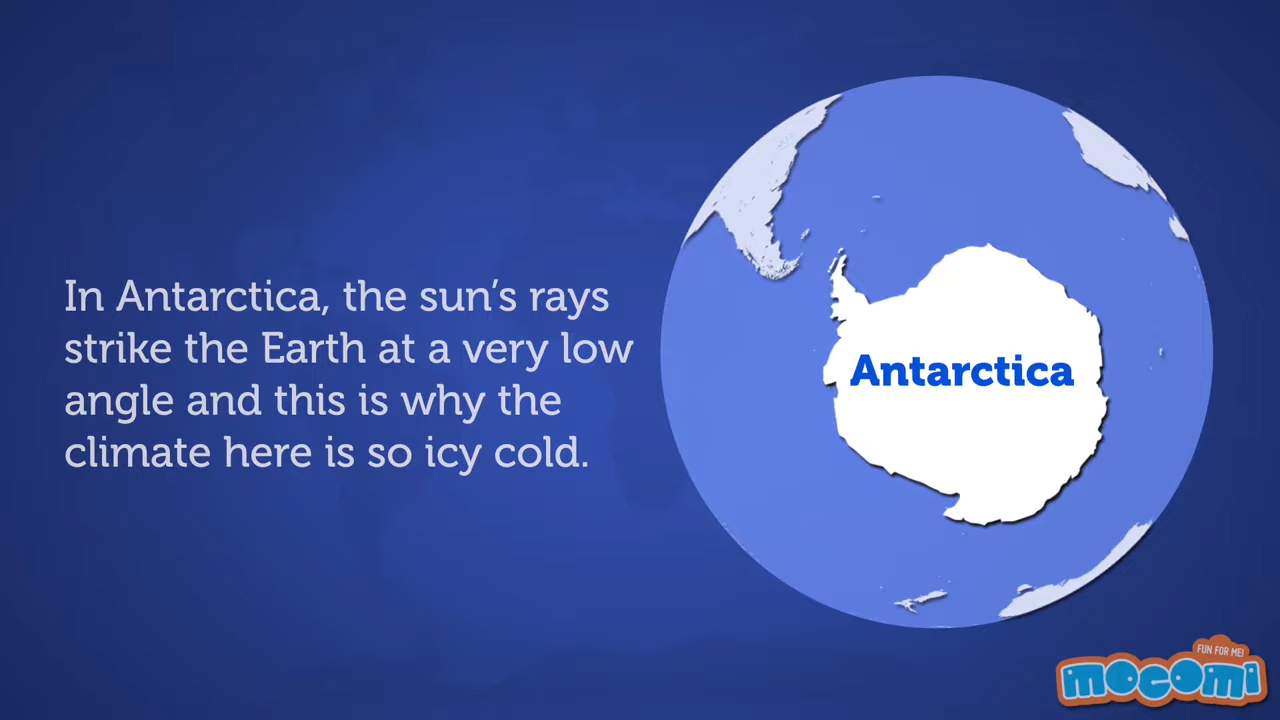 In Antarctica, the sun’s rays
strike the Earth at a very low
angle and this is why the
climate here is so icy cold.
Antarctica
FUN FOR ME!
mocomi